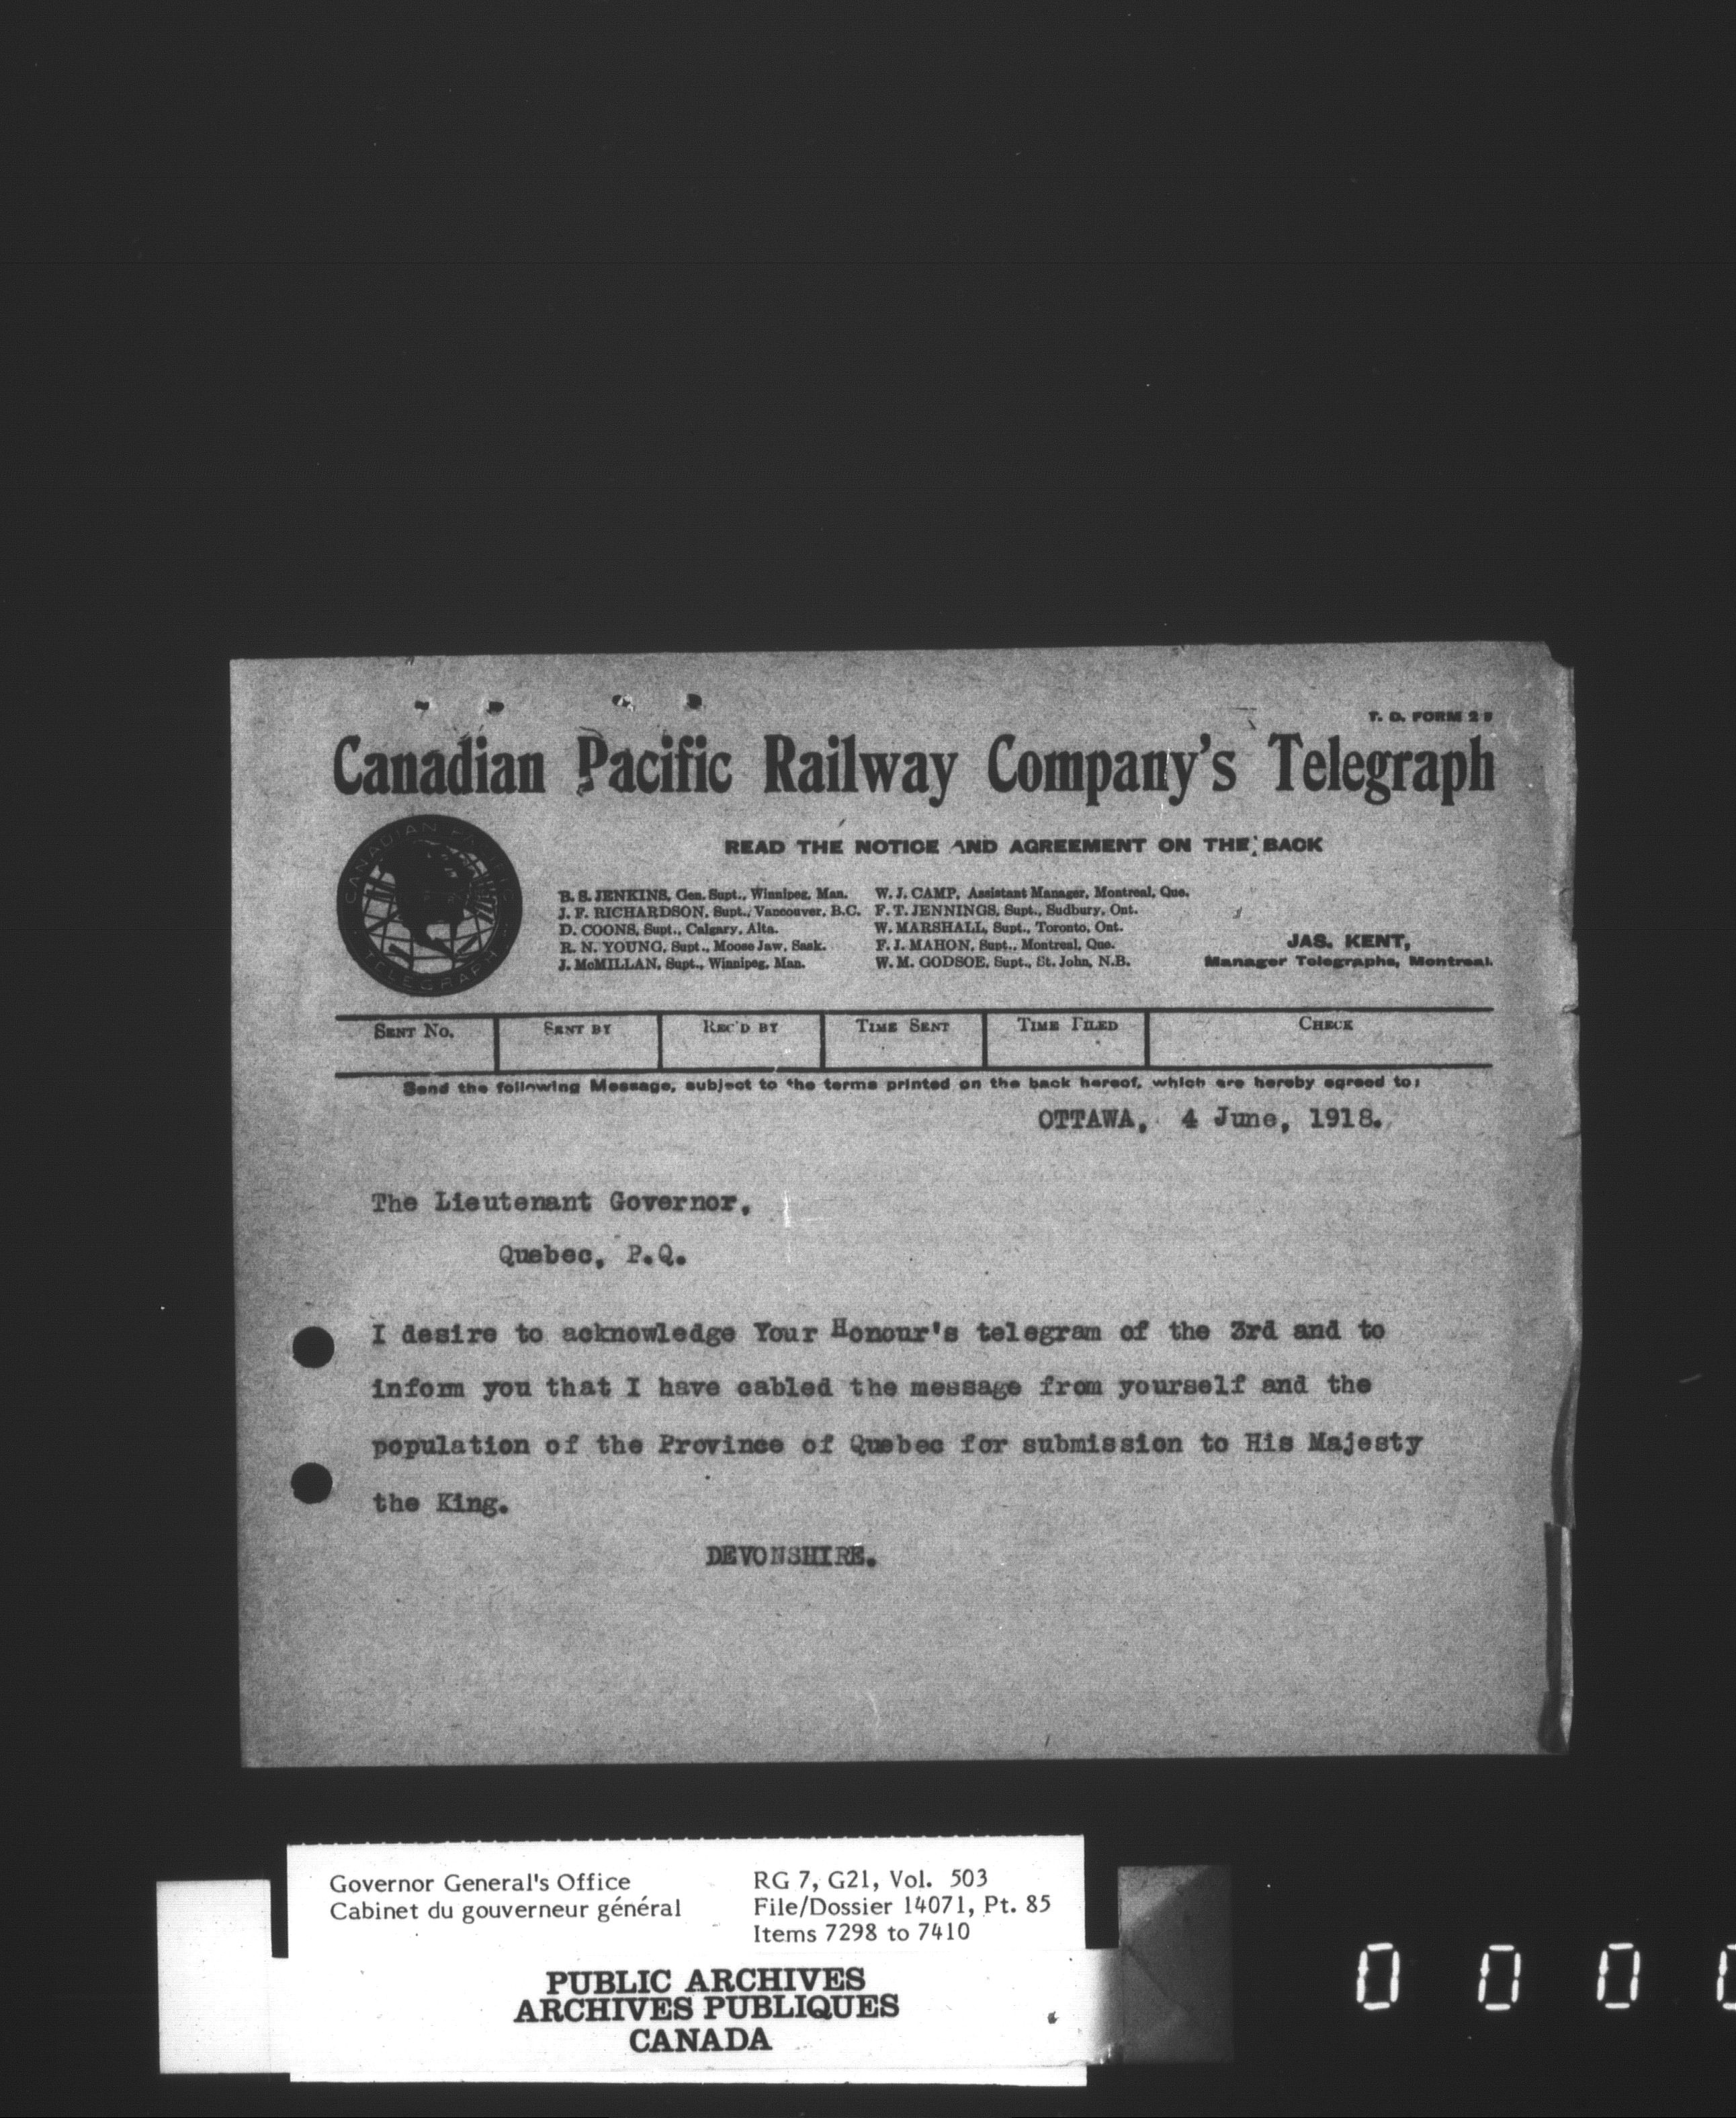 T. D. FORM 2
Canadian Pacific Railway Company's Telegraph
READ THE NOTICE AND AGREEMENT ON THE BACK
CANADIAN PACIFIC
TELEGRAPH
B. S. JENKINS, Gen. Supt., Winnipeg, Man.
J. F. RICHARDSON, Supt., Vancouver, B.C.
D. COONS, Supt., Calgary, Alta.
R. N. YOUNG, Supt., Moose Jaw, Sask.
J. McMILLAN, Supt., Winnipeg, Man.
W. J. CAMP, Assistant Manager, Montreal, Que.
F. T. JENNINGS, Supt., Sudbury, Ont.
W. MARSHALL, Supt., Toronto, Ont.
F. J. MAHON, Supt., Montreal, Que.
W. M. GODSOE, Supt., St. John, N.B.
JAS. KENT,
Manager Telegraphs, Montreal.
SENT NO. SENT BY REC'D BY TIME SENT TIME FILED CHECK
Send the following Message, subject to the terms printed on the back hereof, which are hereby agreed to:
OTTAWA, 4 June, 1918.
The Lieutenant Governor,
Quebec, P.Q.
I desire to acknowledge Your Honour's telegram of the 3rd and to
inform you that I have cabled the message from yourself and the
population of the Province of Quebec for submission to His Majesty
the King.
DEVONSHIRE.
Governor General's Office
Cabinet du gouverneur général
RG 7, G21, Vol. 503
File/Dossier 14071, Pt. 85
Items 7298 to 7410
PUBLIC ARCHIVES
ARCHIVES PUBLIQUES
CANADA
0 0 0